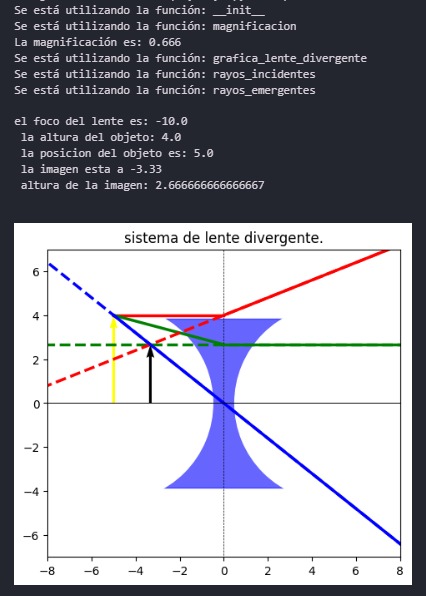 Se está utilizando la función: __init__
Se está utilizando la función: magnificacion
La magnificación es: 0.666
Se está utilizando la función: grafica_lente_divergente
Se está utilizando la función: rayos_incidentes
Se está utilizando la función: rayos_emergentes
el foco del lente es: -10.0
la altura del objeto: 4.0
la posicion del objeto es: 5.0
la imagen esta a -3.33
altura de la imagen: 2.666666666666667
sistema de lente divergente.
6
4
2
0
−2
−4
−6
−8 −6 −4 −2 0 2 4 6 8